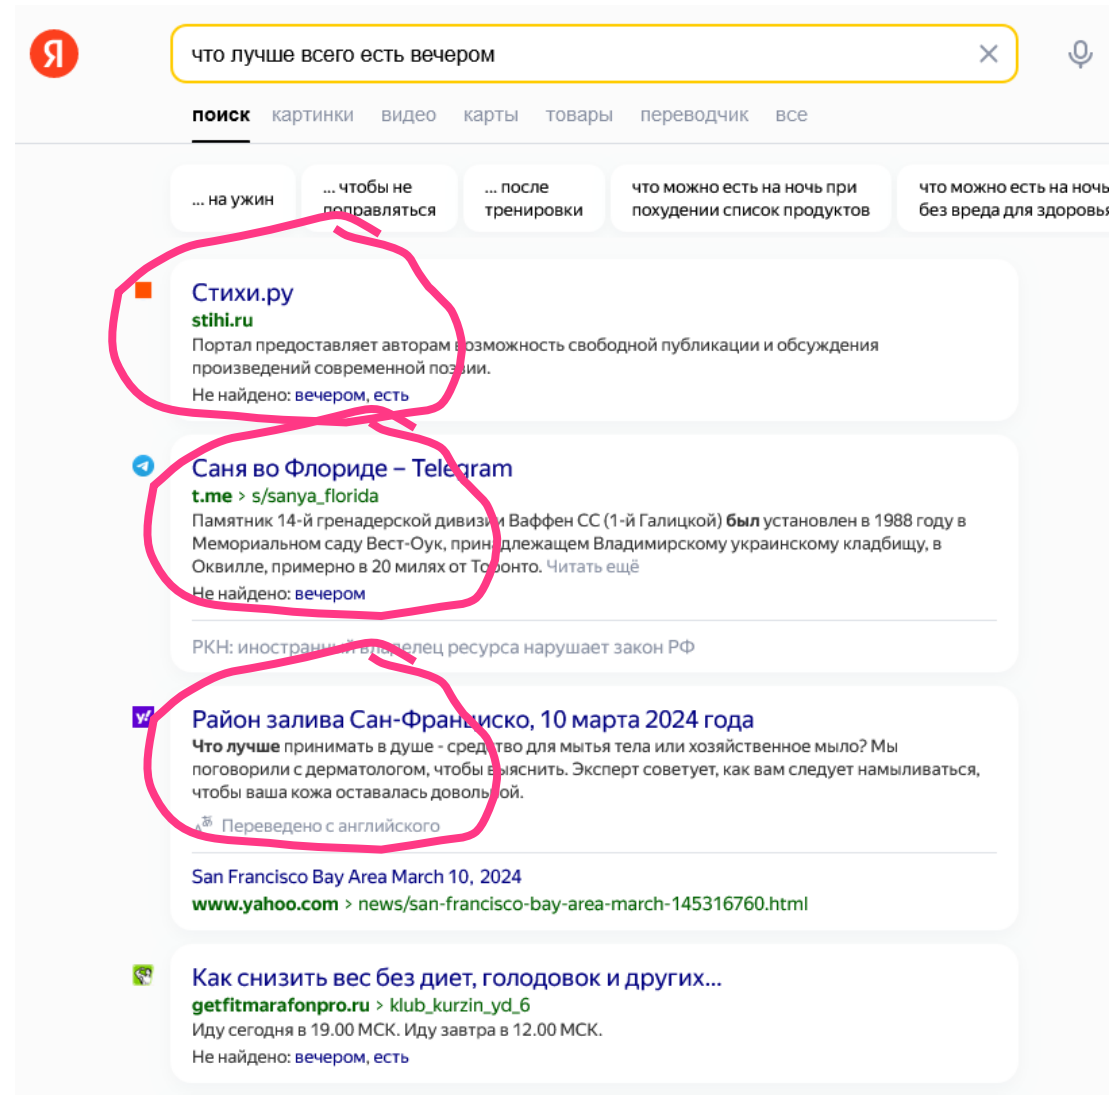 Я
что лучше всего есть вечером
поиск картинки видео карты товары переводчик все
... на ужин
... чтобы не
поправляться
... после
тренировки
что можно есть на ночь при
похудении список продуктов
что можно есть на ночь
без вреда для здоровья
Стихи.ру
stihi.ru
Портал предоставляет авторам возможность свободной публикации и обсуждения
произведений современной поэзии.
Не найдено: вечером, есть
Саня во Флориде – Telegram
t.me > s/sanya_florida
Памятник 14-й гренадерской дивизии Ваффен СС (1-й Галицкой) был установлен в 1988 году в
Мемориальном саду Вест-Оук, принадлежащем Владимирскому украинскому кладбищу, в
Оквилле, примерно в 20 милях от Торонто. Читать ещё
Не найдено: вечером
РКН: иностранный владелец ресурса нарушает закон РФ
y!
Район залива Сан-Франциско, 10 марта 2024 года
Что лучше принимать в душе - средство для мытья тела или хозяйственное мыло? Мы
поговорили с дерматологом, чтобы выяснить. Эксперт советует, как вам следует намыливаться,
чтобы ваша кожа оставалась довольной.
Переведено с английского
San Francisco Bay Area March 10, 2024
www.yahoo.com > news/san-francisco-bay-area-march-145316760.html
Как снизить вес без диет, голодовок и других...
getfitmarafonpro.ru > klub_kurzin_yd_6
Иду сегодня в 19.00 МСК. Иду завтра в 12.00 МСК.
Не найдено: вечером, есть